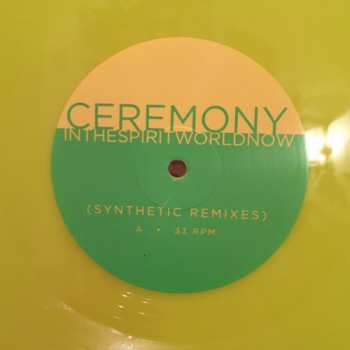 CEREMONY
INTHESPIRITWORLDNOW
(SYNTHETIC REMIXES)
A • 33 RPM